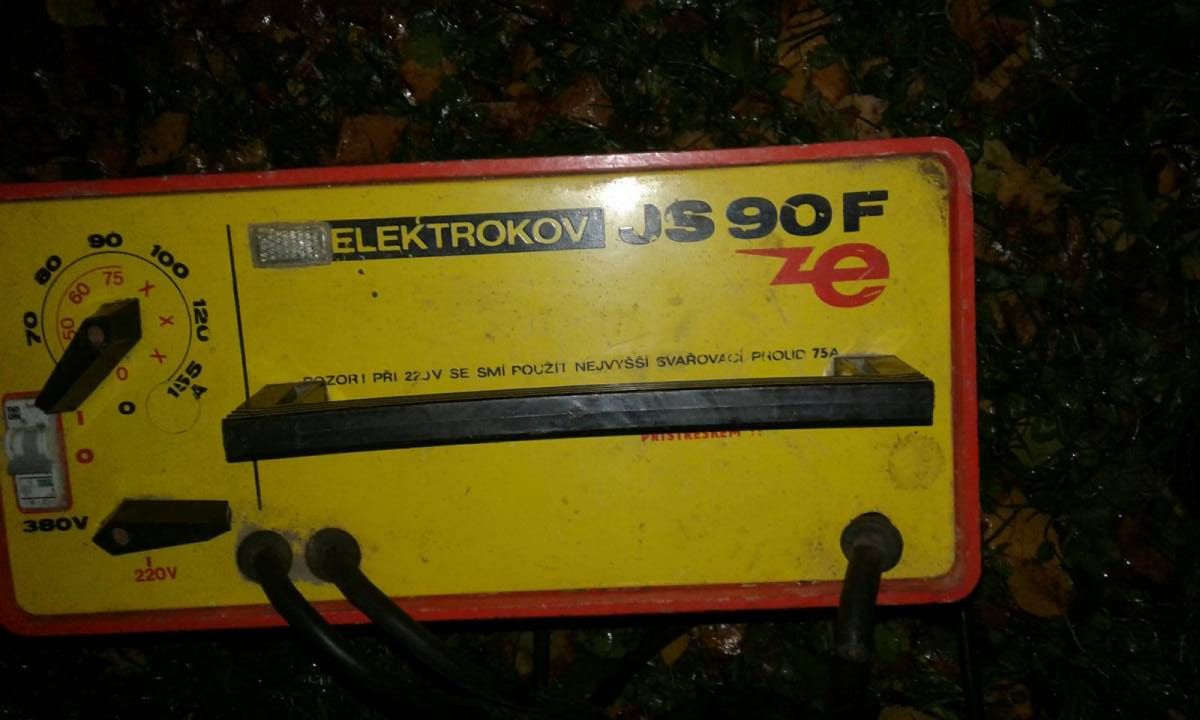 ELEKTROKOV JS 90 F
ze
70 80 90 100 120 155 A
50 60 75 X X X
0
0
I
0
POZOR! PŘI 220V SE SMÍ POUŽÍT NEJVYŠŠÍ SVAŘOVACÍ PROUD 75A
PŘÍSTŘEŠKEM !!
380V
220V